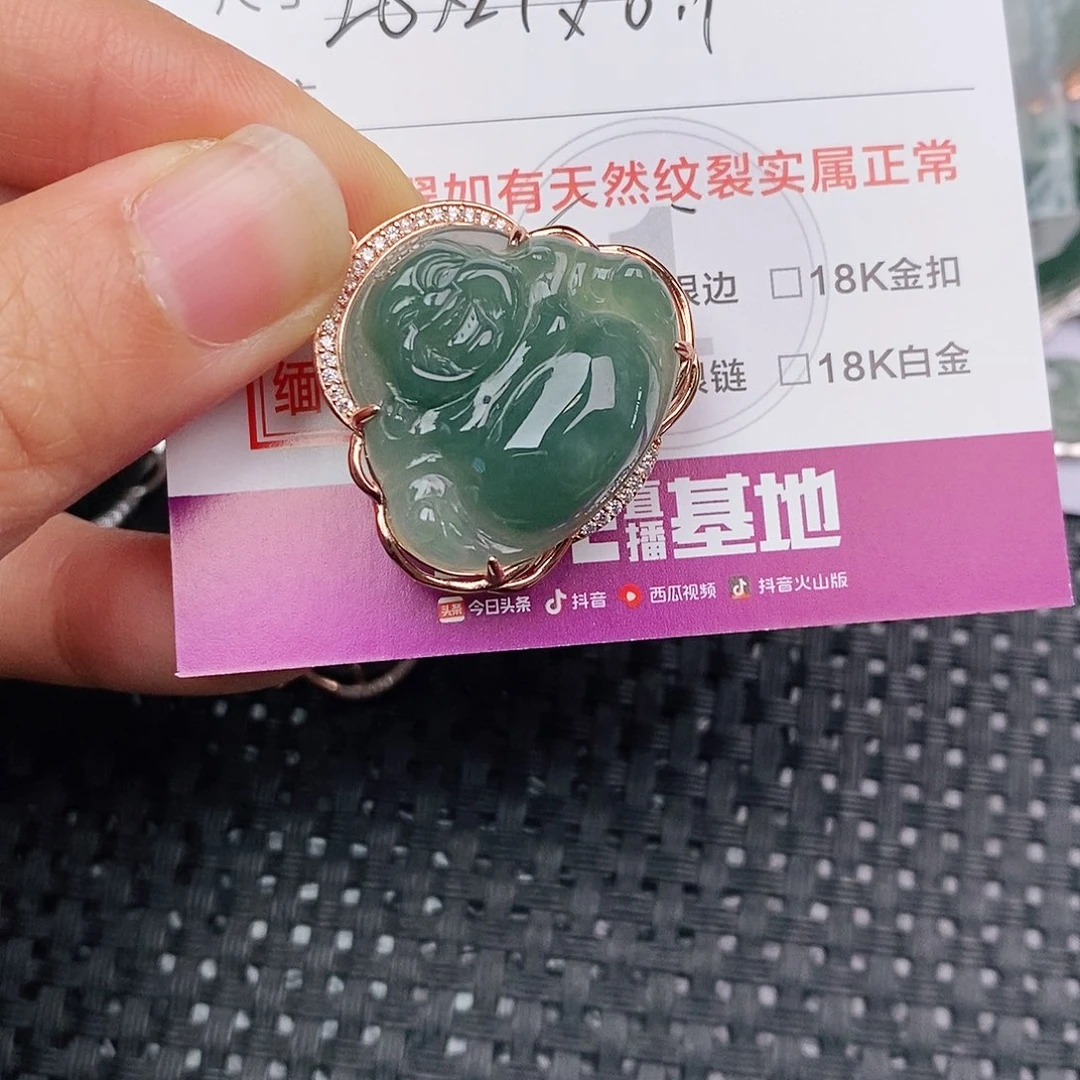 如有天然纹裂实属正常
银边 □18K金扣
银链 □18K白金
缅
直播基地
今日头条 抖音 西瓜视频 抖音火山版